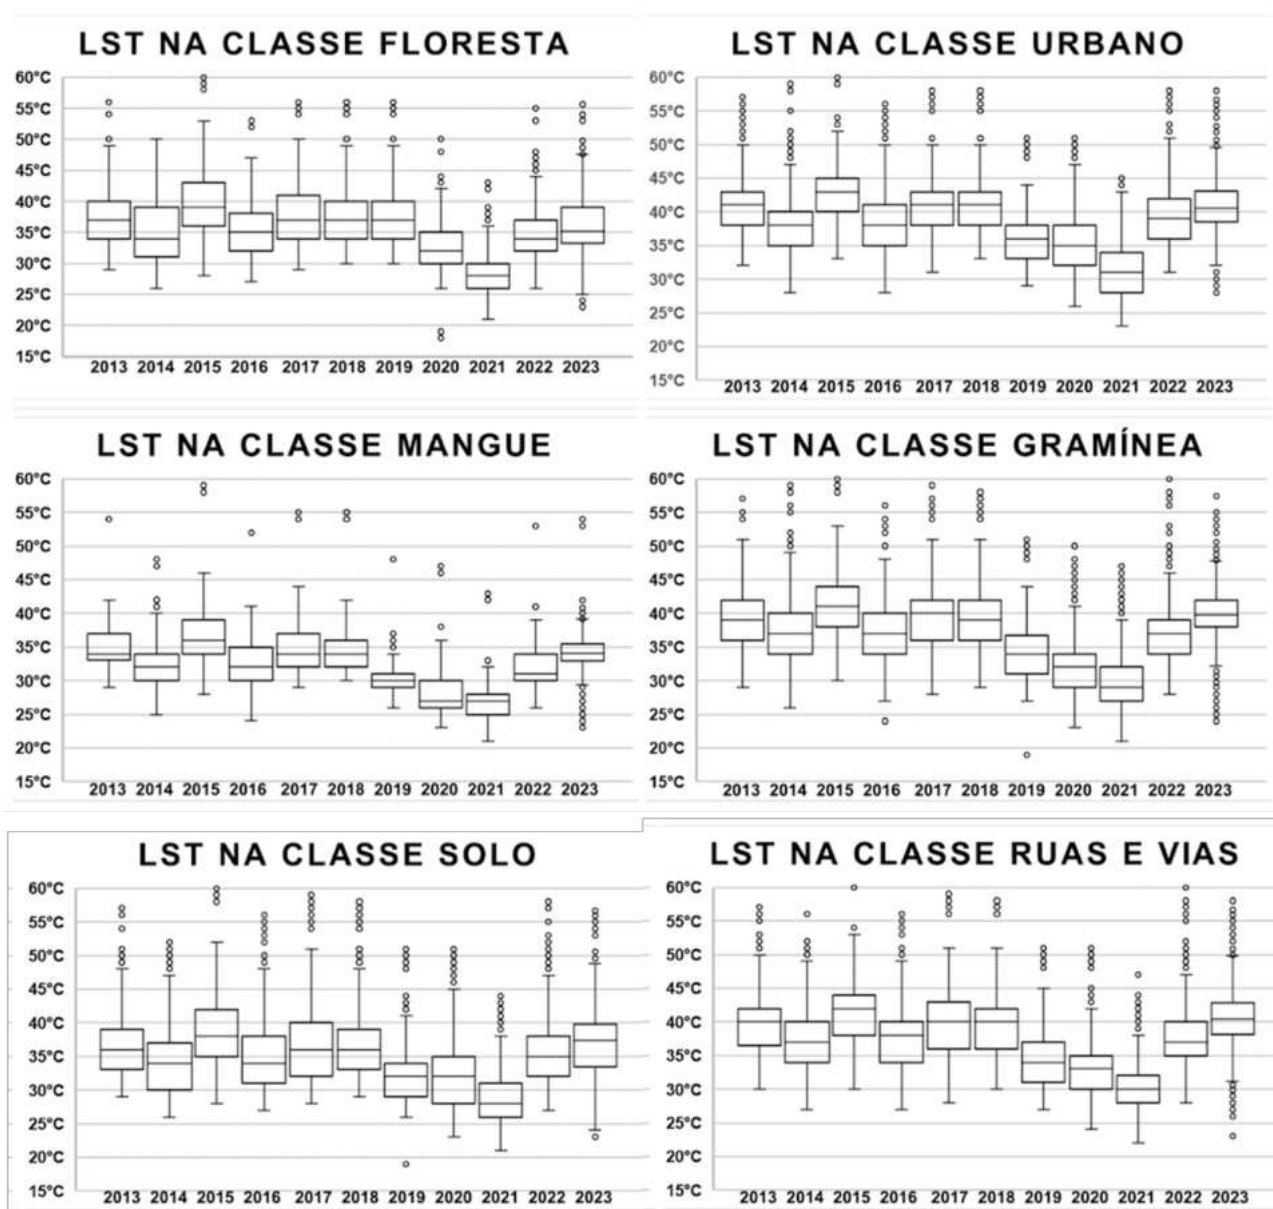 LST NA CLASSE FLORESTA
60°C
55°C
50°C
45°C
40°C
35°C
30°C
25°C
20°C
15°C
2013 2014 2015 2016 2017 2018 2019 2020 2021 2022 2023
LST NA CLASSE URBANO
60°C
55°C
50°C
45°C
40°C
35°C
30°C
25°C
20°C
15°C
2013 2014 2015 2016 2017 2018 2019 2020 2021 2022 2023
LST NA CLASSE MANGUE
60°C
55°C
50°C
45°C
40°C
35°C
30°C
25°C
20°C
15°C
2013 2014 2015 2016 2017 2018 2019 2020 2021 2022 2023
LST NA CLASSE GRAMÍNEA
60°C
55°C
50°C
45°C
40°C
35°C
30°C
25°C
20°C
15°C
2013 2014 2015 2016 2017 2018 2019 2020 2021 2022 2023
LST NA CLASSE SOLO
60°C
55°C
50°C
45°C
40°C
35°C
30°C
25°C
20°C
15°C
2013 2014 2015 2016 2017 2018 2019 2020 2021 2022 2023
LST NA CLASSE RUAS E VIAS
60°C
55°C
50°C
45°C
40°C
35°C
30°C
25°C
20°C
15°C
2013 2014 2015 2016 2017 2018 2019 2020 2021 2022 2023